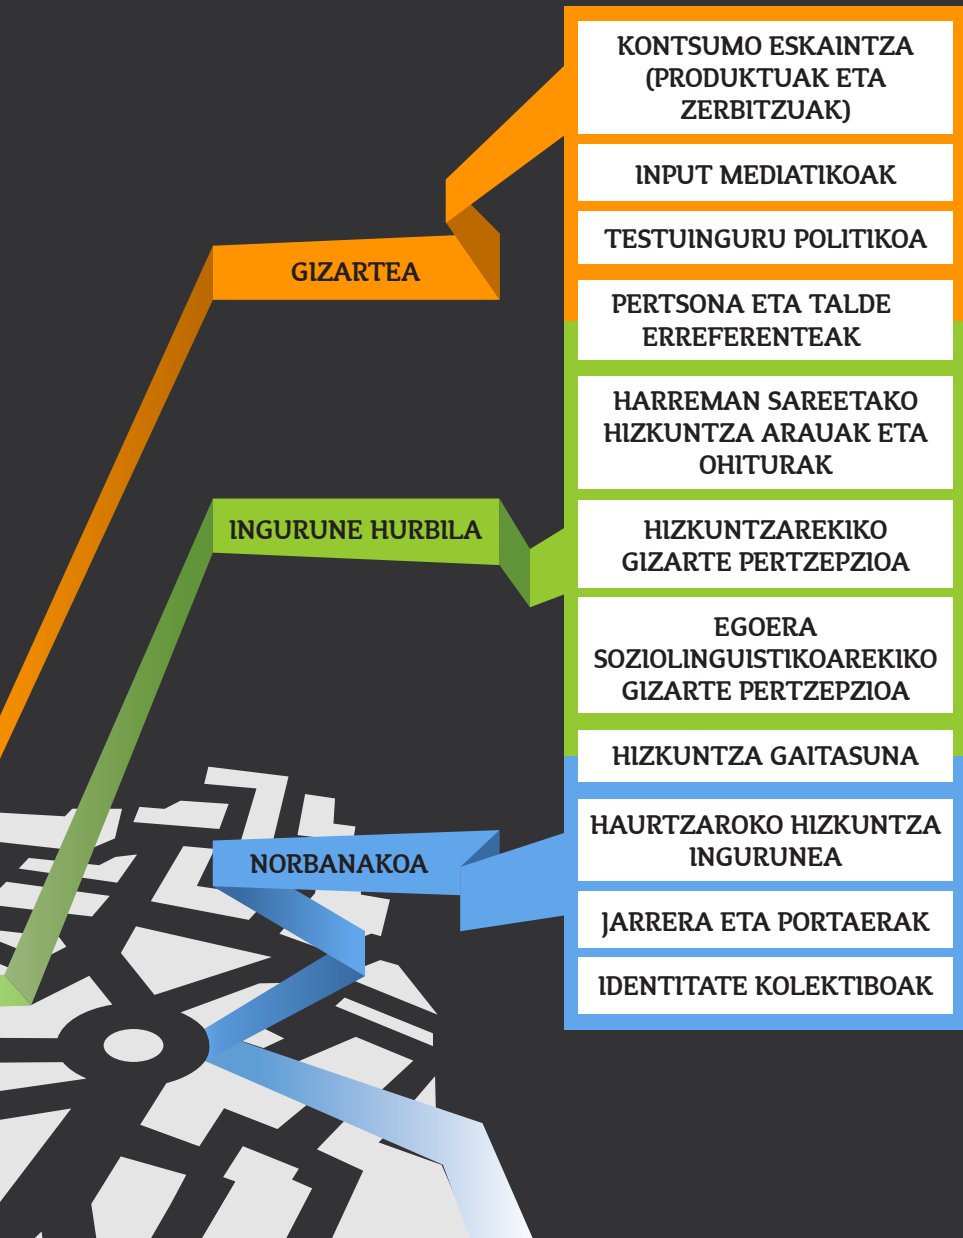 KONTSUMO ESKAINTZA
(PRODUKTUAK ETA
ZERBITZUAK)
INPUT MEDIATIKOAK
TESTUINGURU POLITIKOA
GIZARTEA
PERTSONA ETA TALDE
ERREFERENTEAK
HARREMAN SAREETAKO
HIZKUNTZA ARAUAK ETA
OHITURAK
INGURUNE HURBILA
HIZKUNTZAREKIKO
GIZARTE PERTZEPZIOA
EGOERA
SOZIOLINGUISTIKOAREKIKO
GIZARTE PERTZEPZIOA
HIZKUNTZA GAITASUNA
HAURTZAROKO HIZKUNTZA
INGURUNEA
NORBANAKOA
JARRERA ETA PORTAERAK
IDENTITATE KOLEKTIBOAK